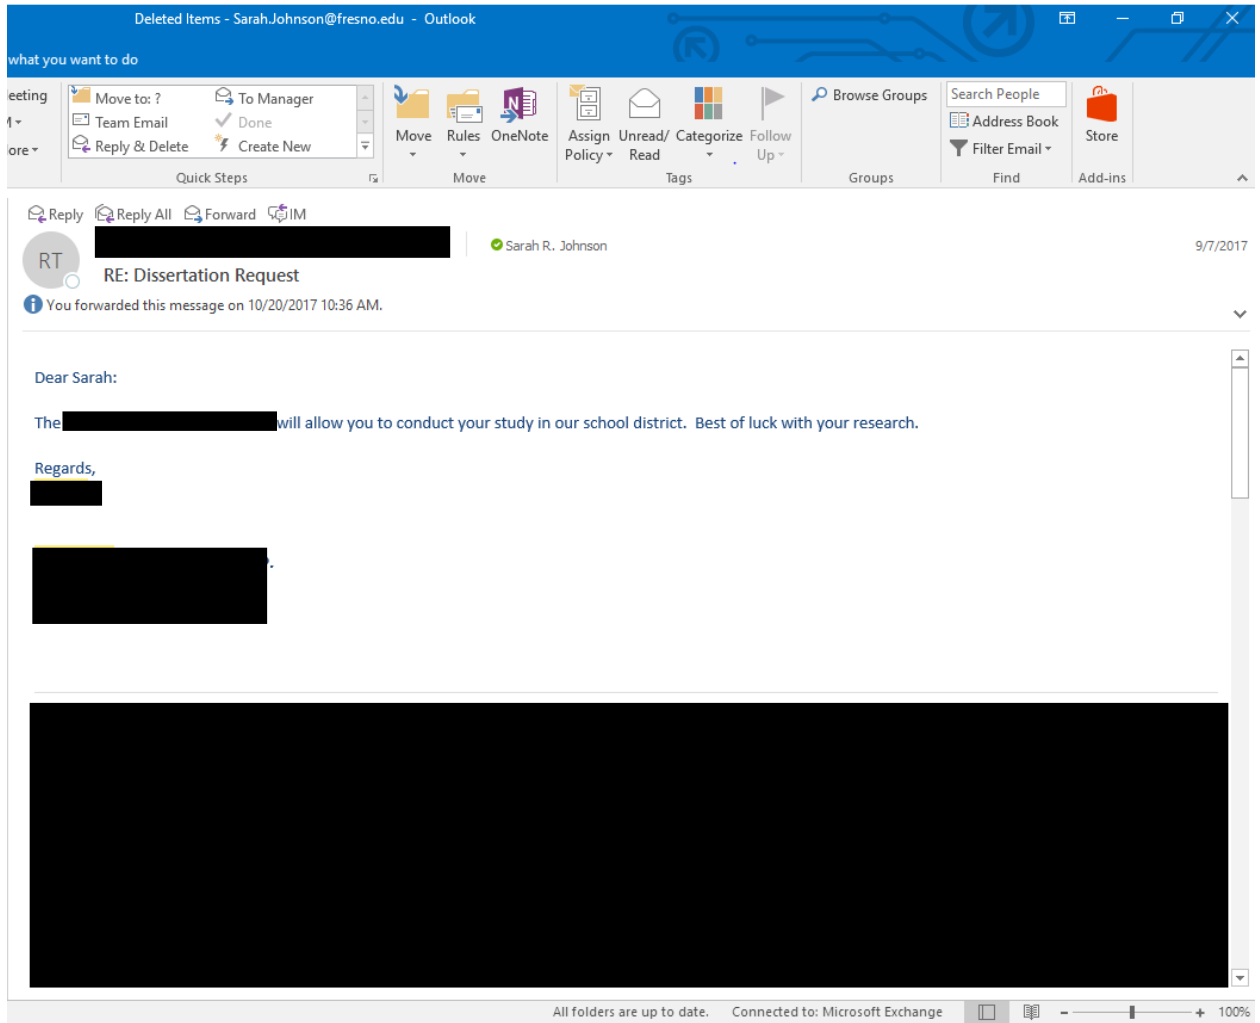 Deleted Items - Sarah.Johnson@fresno.edu - Outlook
what you want to do
eeting
Move to: ?
To Manager
Team Email
Done
ore
Reply & Delete
Create New
Quick Steps
Move
Rules
OneNote
Move
Assign Policy
Unread/ Read
Categorize
Follow Up
Tags
Browse Groups
Groups
Search People
Address Book
Filter Email
Find
Store
Add-ins
Reply Reply All Forward IM
RT
Sarah R. Johnson
9/7/2017
RE: Dissertation Request
You forwarded this message on 10/20/2017 10:36 AM.
Dear Sarah:
The will allow you to conduct your study in our school district. Best of luck with your research.
Regards,
All folders are up to date. Connected to: Microsoft Exchange 100%